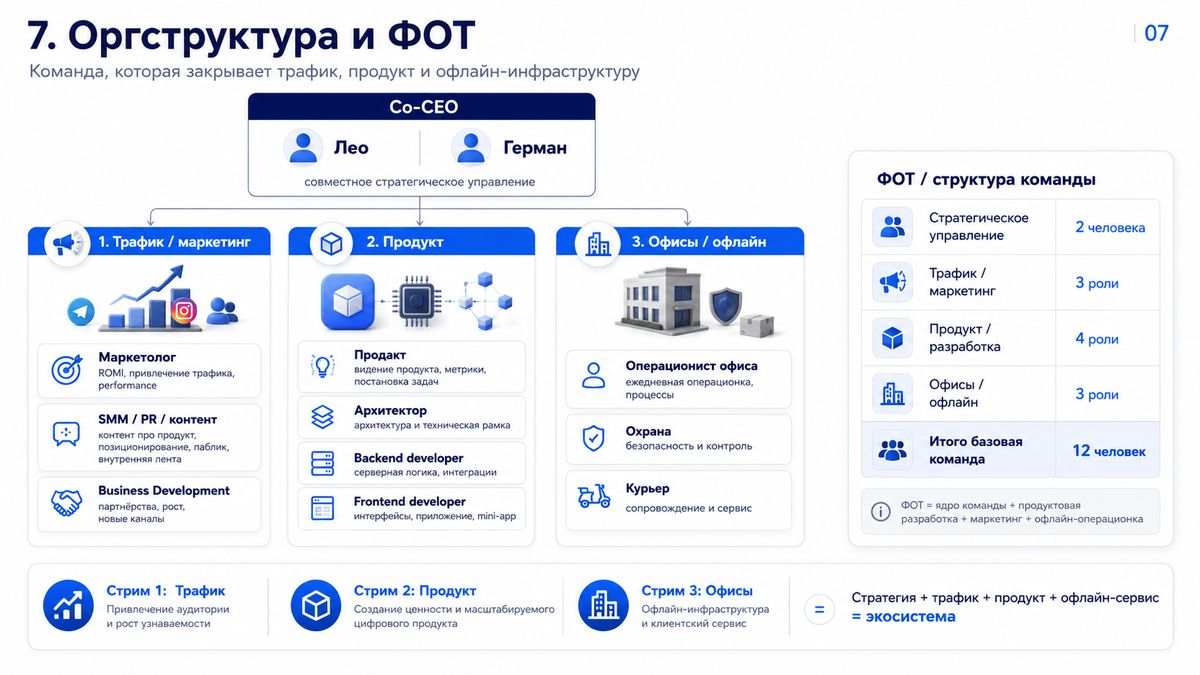 7. Оргструктура и ФОТ
07
Команда, которая закрывает трафик, продукт и офлайн-инфраструктуру
Co-CEO
Лео
Герман
совместное стратегическое управление
1. Трафик / маркетинг
Маркетолог
ROMI, привлечение трафика,
performance
SMM / PR / контент
контент про продукт,
позиционирование, паблик,
внутренняя лента
Business Development
партнёрства, рост,
новые каналы
2. Продукт
Продакт
видение продукта, метрики,
постановка задач
Архитектор
архитектура и техническая рамка
Backend developer
серверная логика, интеграции
Frontend developer
интерфейсы, приложение, mini-app
3. Офисы / офлайн
Операционист офиса
ежедневная операционка,
процессы
Охрана
безопасность и контроль
Курьер
сопровождение и сервис
ФОТ / структура команды
Стратегическое
управление
2 человека
Трафик /
маркетинг
3 роли
Продукт /
разработка
4 роли
Офисы /
офлайн
3 роли
Итого базовая
команда
12 человек
ФОТ = ядро команды + продуктовая
разработка + маркетинг + офлайн-операционка
Стрим 1: Трафик
Привлечение аудитории
и рост узнаваемости
Стрим 2: Продукт
Создание ценности и масштабируемого
цифрового продукта
Стрим 3: Офисы
Офлайн-инфраструктура
и клиентский сервис
=
Стратегия + трафик + продукт + офлайн-сервис
= экосистема